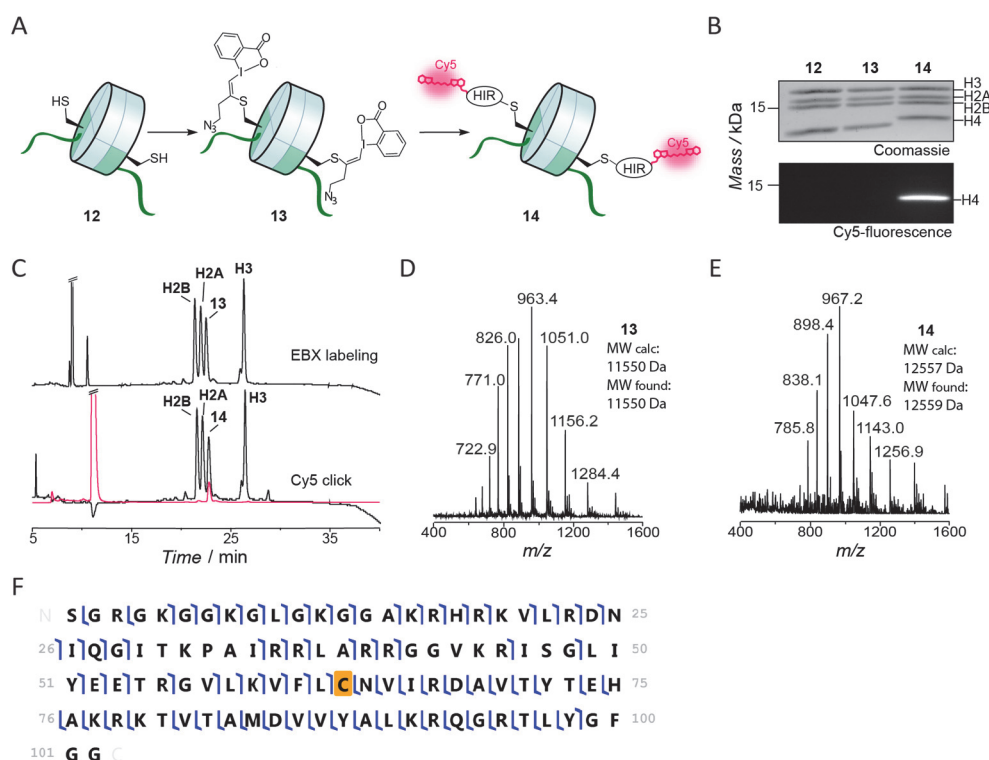 A
HS
SH
12
O
O
I
S
N3
S
I
O
O
N3
13
Cy5
HIR
S
S
HIR
Cy5
14
B
12 13 14
H3
H2A
H2B
H4
15
Mass / kDa
Coomassie
15
H4
Cy5-fluorescence
C
H2B
H2A
13
H3
EBX labeling
H2B
H2A
14
H3
Cy5 click
5 15 25 35
Time / min
D
963.4
826.0
1051.0
771.0
1156.2
722.9
1284.4
13
MW calc:
11550 Da
MW found:
11550 Da
400 800 1200 1600
m/z
E
967.2
898.4
838.1
1047.6
1143.0
785.8
1256.9
14
MW calc:
12557 Da
MW found:
12559 Da
400 800 1200 1600
m/z
F
N S G R G K G G K G L G K G G A K R H R K V L R D N 25
26 I Q G I T K P A I R R L A R R G G V K R I S G L I 50
51 Y E E T R G V L K V F L C N V I R D A V T Y T E H 75
76 A K R K T V T A M D V V Y A L K R Q G R T L Y G F 100
101 G G C